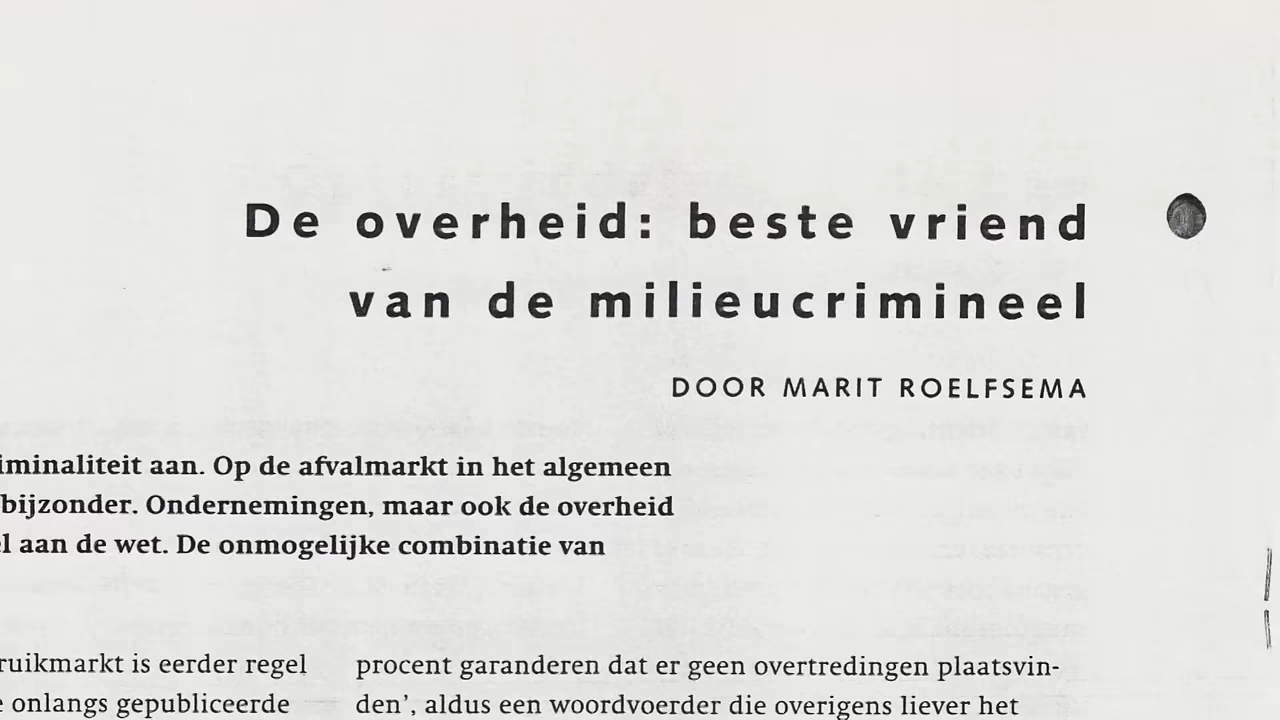 De overheid: beste vriend
van de milieucrimineel
DOOR MARIT ROELFSEMA
iminaliteit aan. Op de afvalmarkt in het algemeen
bijzonder. Ondernemingen, maar ook de overheid
el aan de wet. De onmogelijke combinatie van
ruikmarkt is eerder regel
e onlangs gepubliceerde
procent garanderen dat er geen overtredingen plaatsvin-
den’, aldus een woordvoerder die overigens liever het